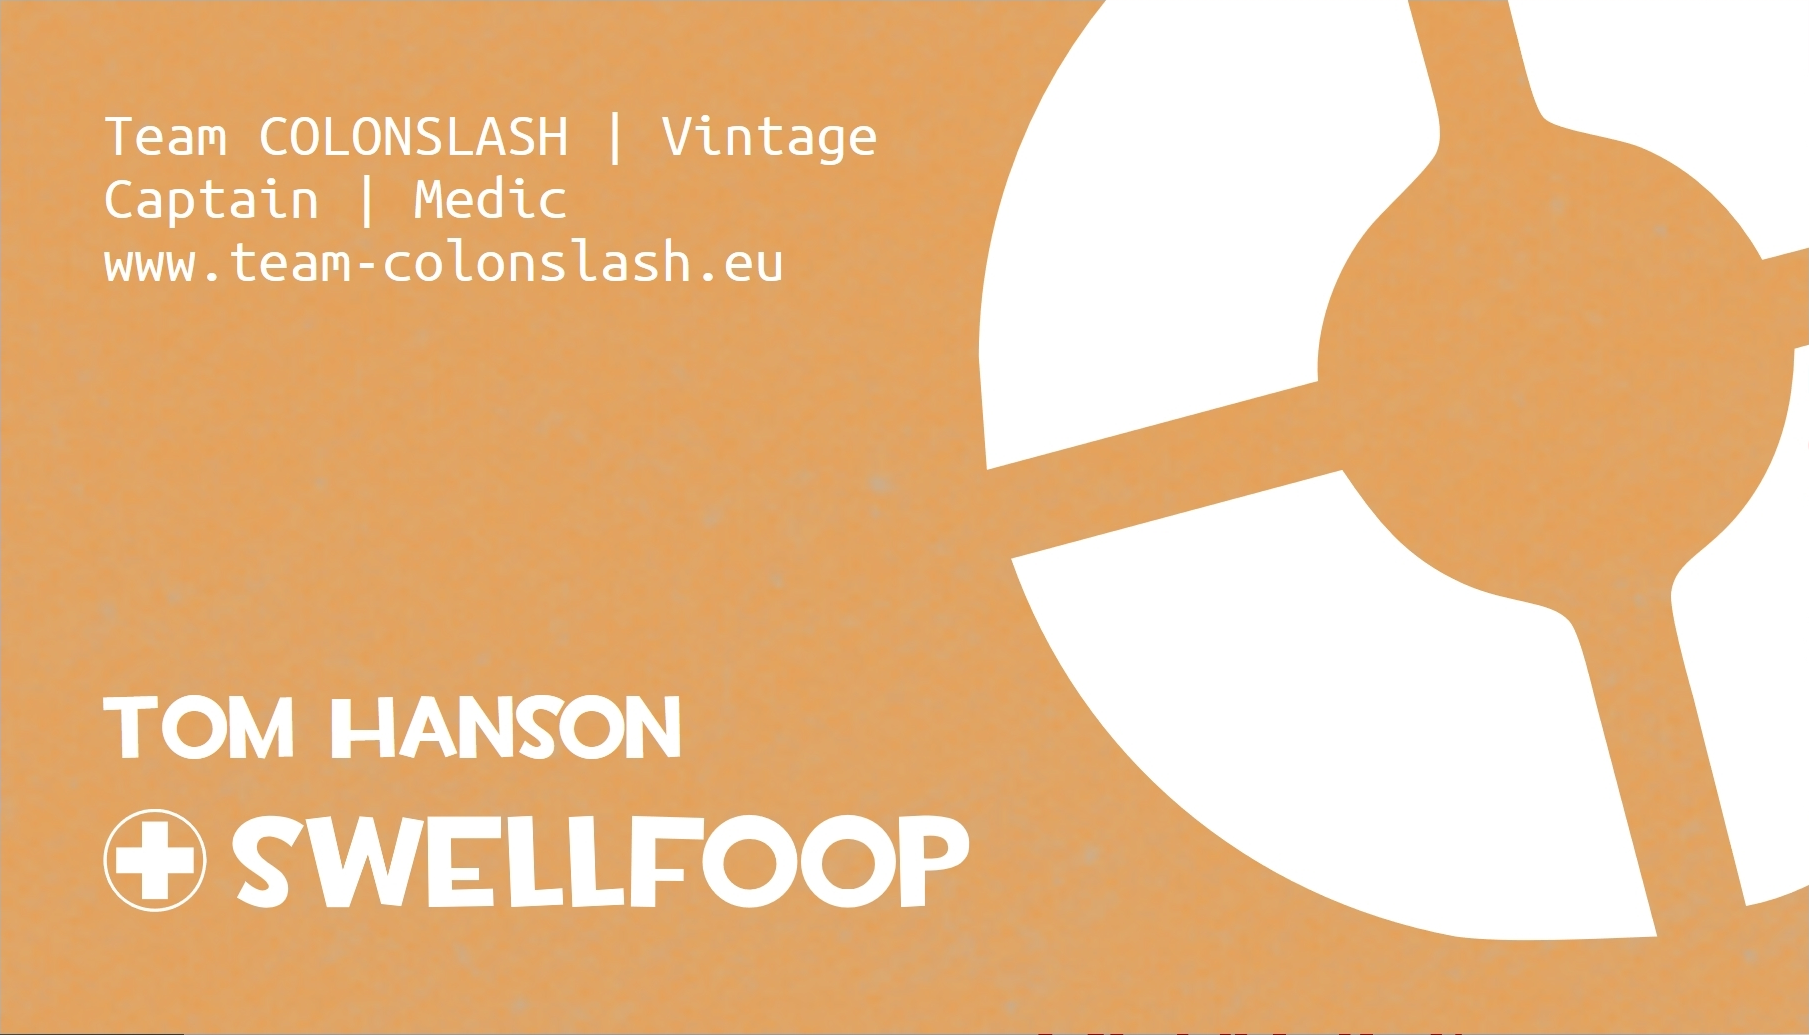 Team COLONSLASH | Vintage
Captain | Medic
www.team-colonslash.eu
TOM HANSON
SWELLFOOP